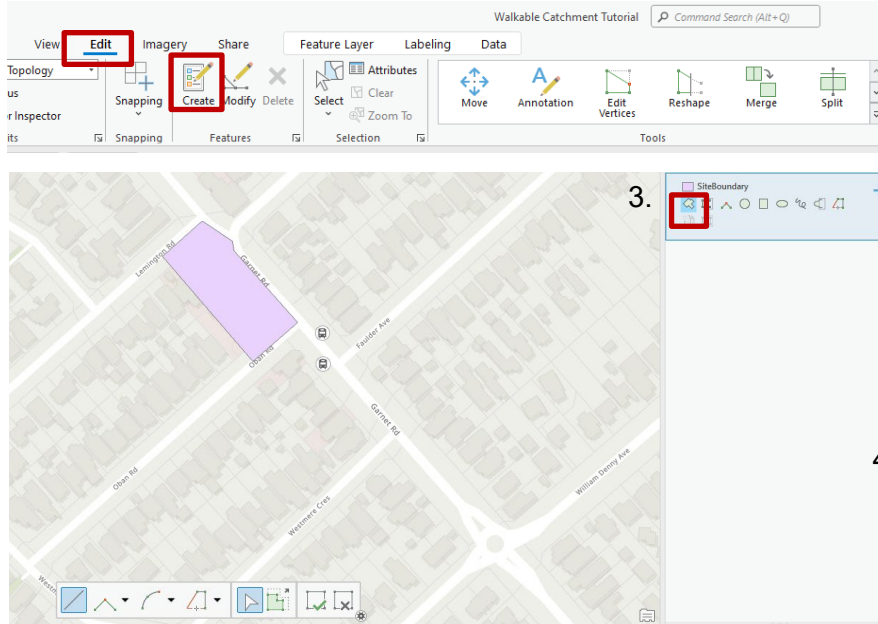 Walkable Catchment Tutorial
Command Search (Alt+Q)
View Edit Imagery Share Feature Layer Labeling Data
Topology
Snapping
Create
Modify
Delete
Select
Attributes
Clear
Zoom To
Move
Annotation
Edit
Vertices
Reshape
Merge
Split
us
r Inspector
its
Snapping
Features
Selection
Tools
3.
SiteBoundary
Lemington Rd
Garnet Rd
Oban Rd
Faulder Ave
Garnet Rd
Oban Rd
Westmere Cres
William Denny Ave